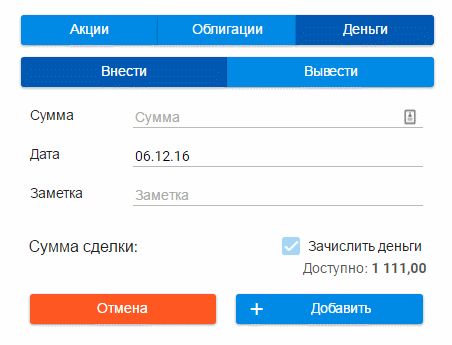 Акции Облигации Деньги
Внести Вывести
Сумма Сумма
Дата 06.12.16
Заметка Заметка
Сумма сделки: Зачислить деньги
Доступно: 1 111,00
Отмена + Добавить